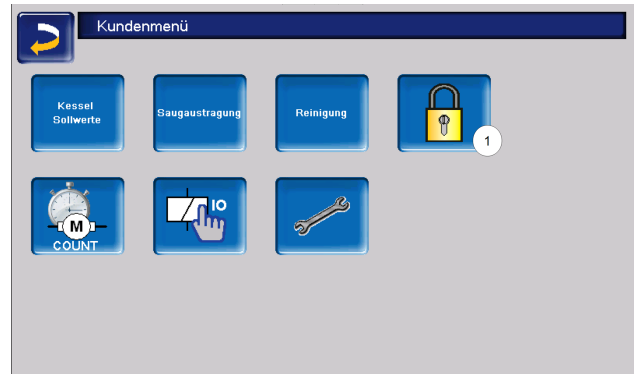 Kundenmenü
Kessel
Sollwerte
Saugaustragung
Reinigung
1
M
COUNT
IO